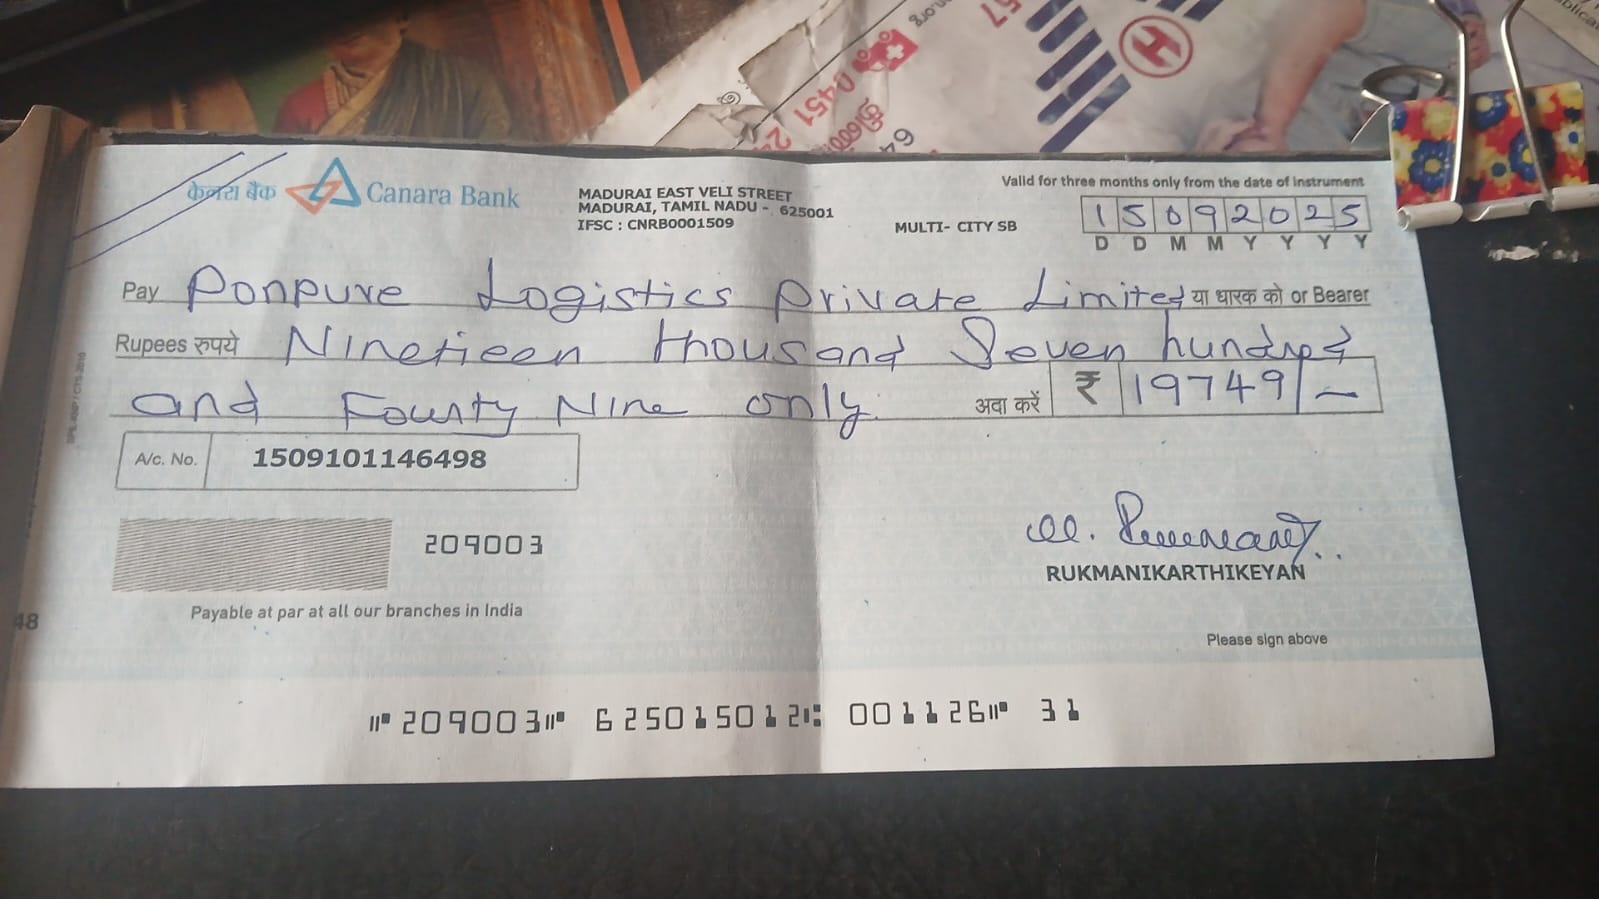 57
0451
केनरा बैंक Canara Bank
MADURAI EAST VELI STREET
MADURAI, TAMIL NADU - 625001
IFSC : CNRB0001509
MULTI- CITY SB
Valid for three months only from the date of instrument
15092025
D D M M Y Y Y Y
Pay Ponpure Logistics Private Limited या धारक को or Bearer
Rupees रुपये Ninetieen thousand Seven hundred
and Fourty Nine only अदा करें ₹ 19749/-
A/c. No. 1509101146498
209003
RUKMANIKARTHIKEYAN
Payable at par at all our branches in India
Please sign above
48
⑈209003⑈ 625015012⑆ 001126⑈ 31